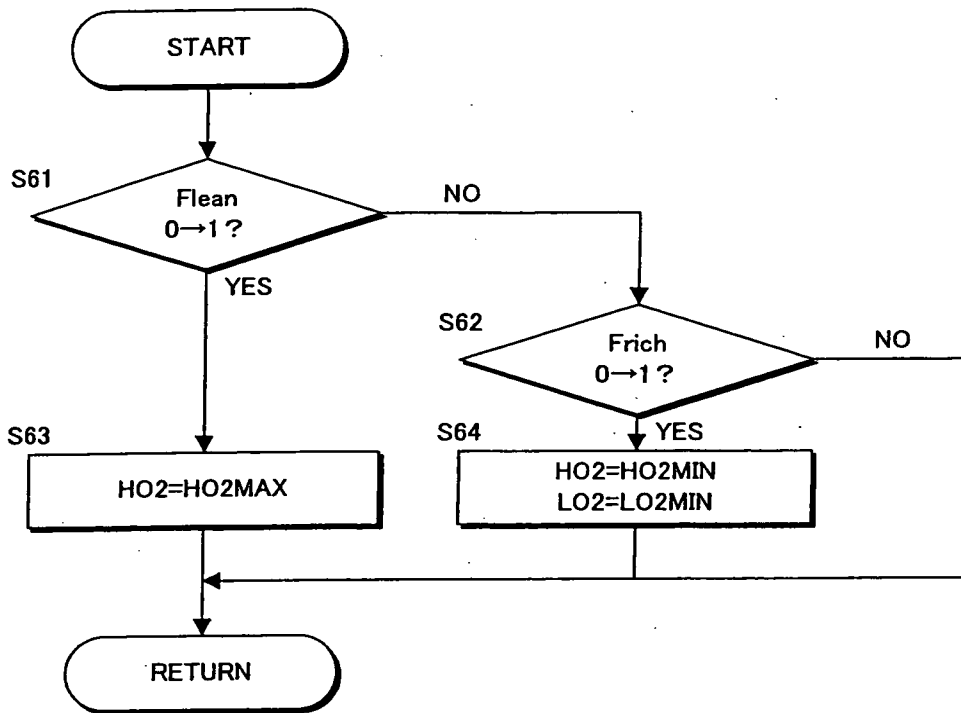 START
S61
Flean
0→1?
NO
YES
S62
Frich
0→1?
NO
YES
S63
HO2=HO2MAX
S64
HO2=HO2MIN
LO2=LO2MIN
RETURN